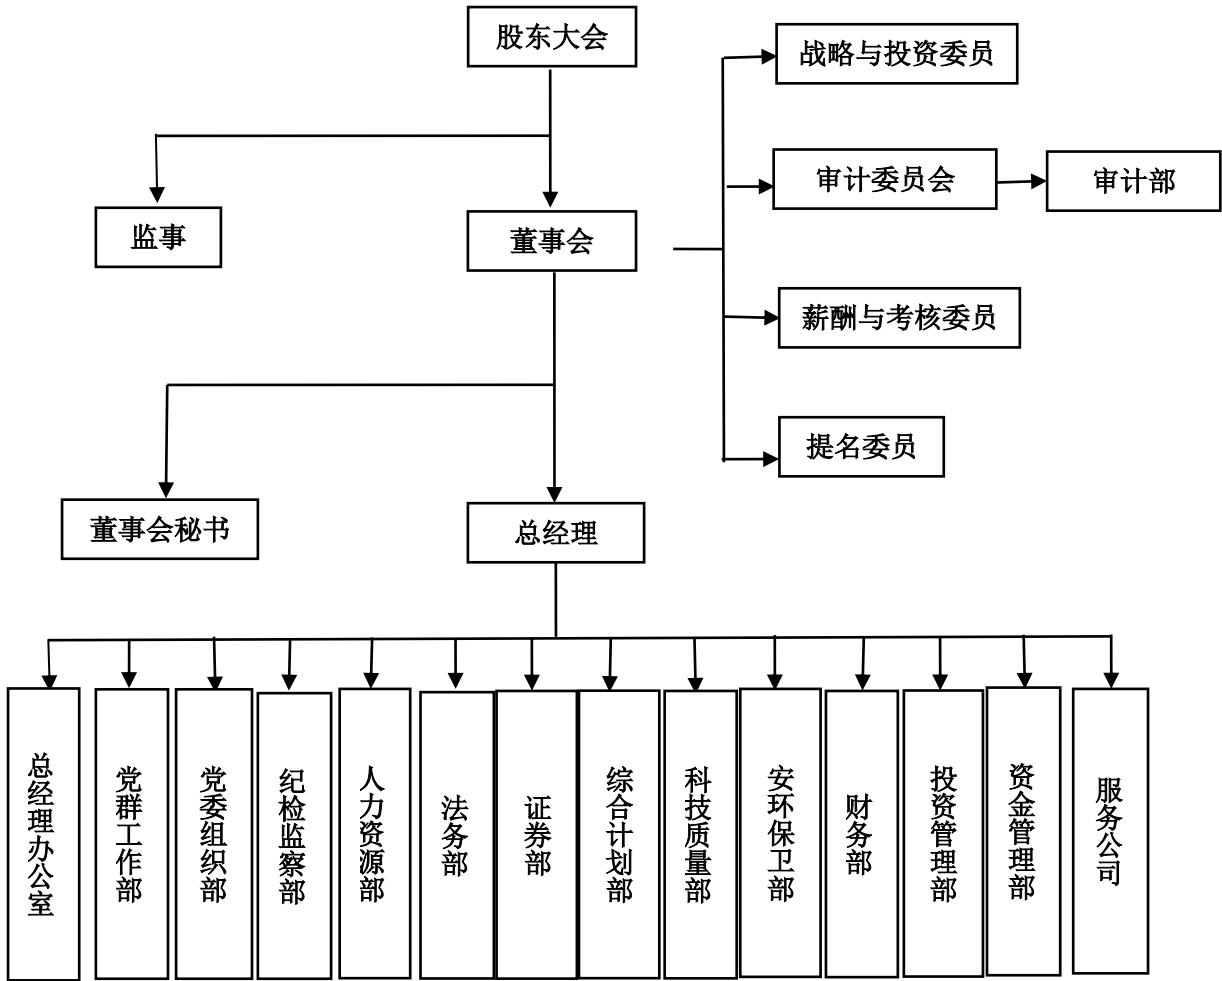 股东大会
战略与投资委员
审计委员会
审计部
监事
董事会
薪酬与考核委员
提名委员
董事会秘书
总经理
总经理办公室
党群工作部
党委组织部
纪检监察部
人力资源部
法务部
证券部
综合计划部
科技质量部
安环保卫部
财务部
投资管理部
资金管理部
服务公司